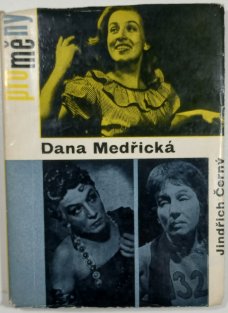 proměny
Dana Medřická
Jindřich Černý
32